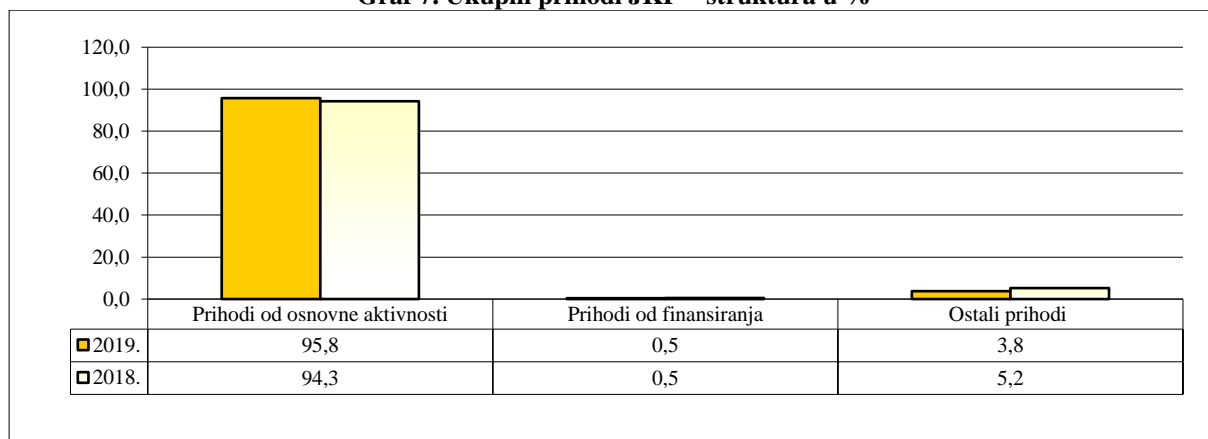 Graf 7. Ukupni prihodi JKP – struktura u %
120,0
100,0
80,0
60,0
40,0
20,0
0,0
Prihodi od osnovne aktivnosti Prihodi od finansiranja Ostali prihodi
2019. 95,8 0,5 3,8
2018. 94,3 0,5 5,2